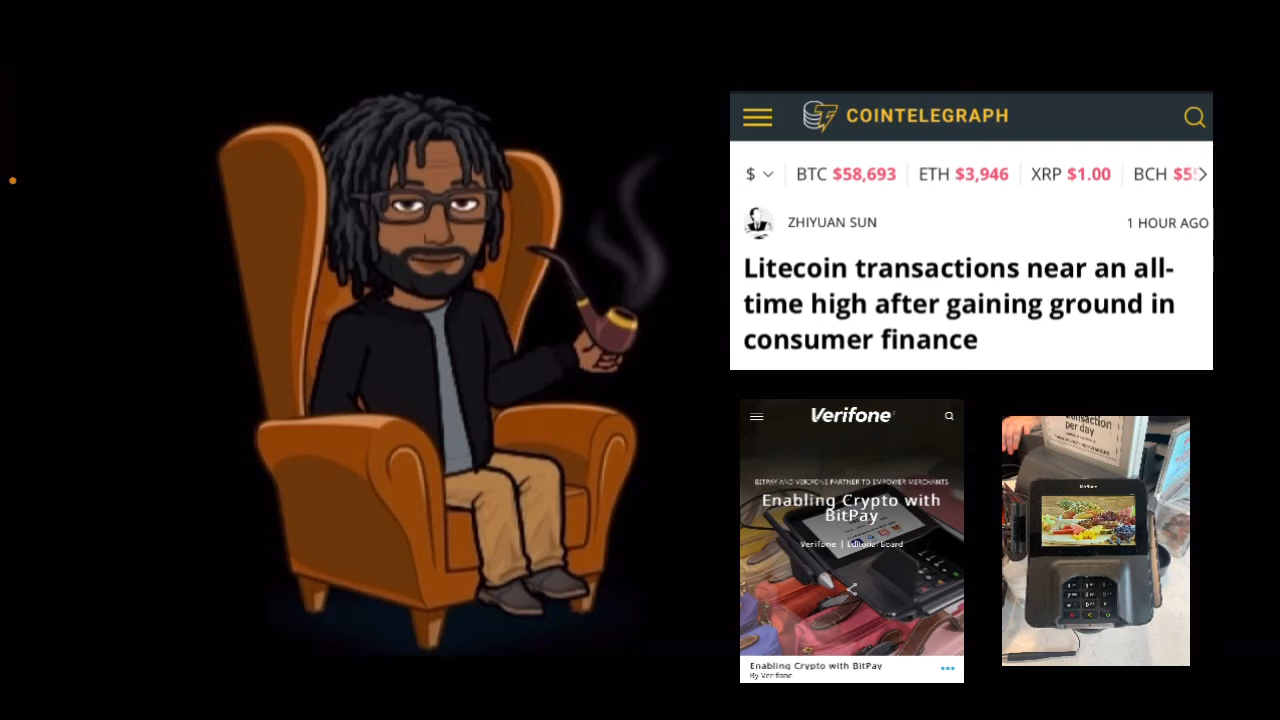 COINTELEGRAPH
$ BTC $58,693 ETH $3,946 XRP $1.00 BCH
ZHIYUAN SUN 1 HOUR AGO
Litecoin transactions near an all-
time high after gaining ground in
consumer finance
Verifone
BITPAY AND VERIFONE PARTNER TO EMPOWER MERCHANTS
Enabling Crypto with
BitPay
Verifone | Editorial Board
Enabling Crypto with BitPay
By Verifone
per day
Verifone